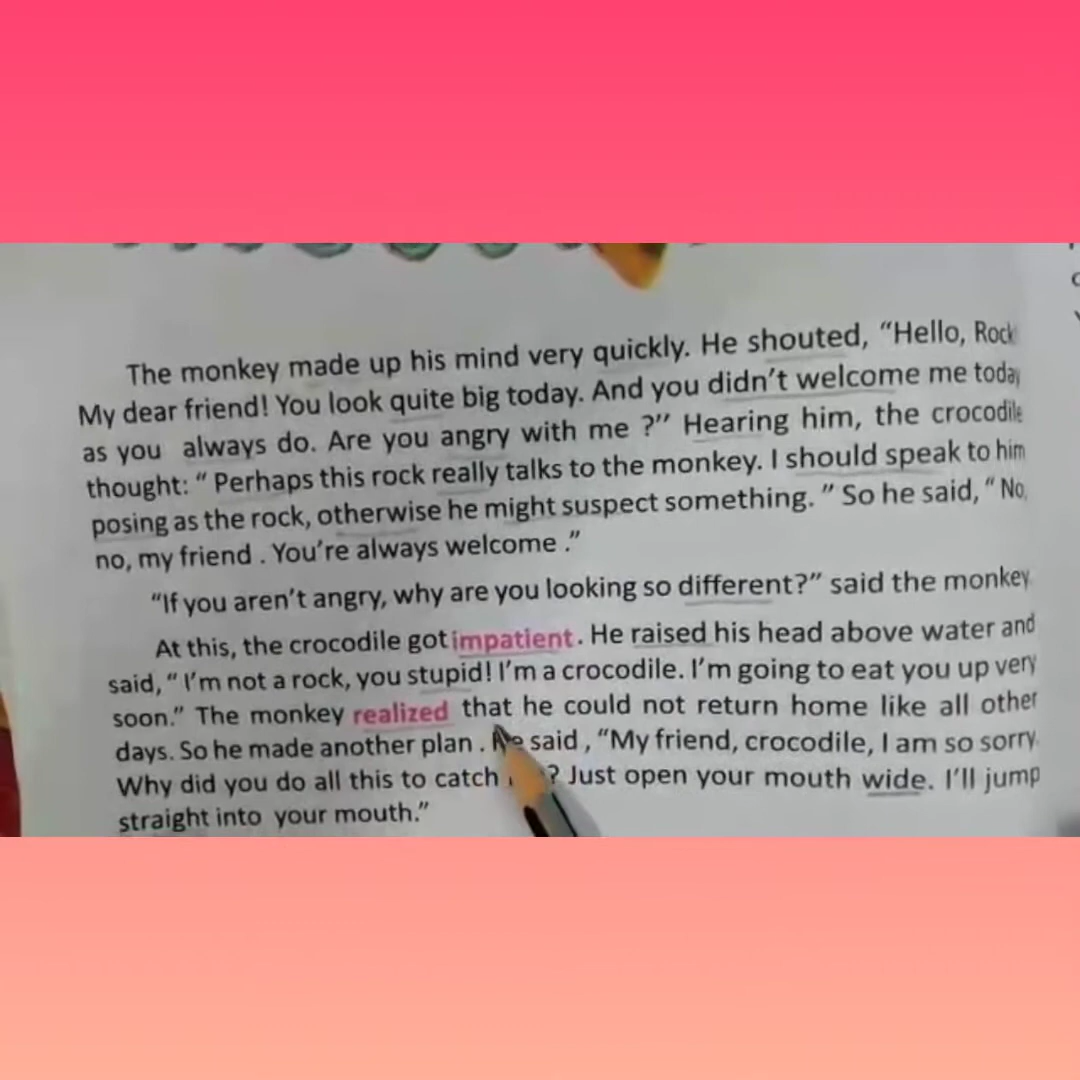 The monkey made up his mind very quickly. He shouted, “Hello, Rock
My dear friend! You look quite big today. And you didn’t welcome me today
as you always do. Are you angry with me ?’’ Hearing him, the crocodile
thought: “ Perhaps this rock really talks to the monkey. I should speak to him
posing as the rock, otherwise he might suspect something. ” So he said, “ No,
no, my friend . You’re always welcome .”
“If you aren’t angry, why are you looking so different?” said the monkey
At this, the crocodile got impatient. He raised his head above water and
said, “ I’m not a rock, you stupid! I’m a crocodile. I’m going to eat you up very
soon.” The monkey realized that he could not return home like all other
days. So he made another plan . He said , “My friend, crocodile, I am so sorry.
Why did you do all this to catch ? Just open your mouth wide. I’ll jump
straight into your mouth.”